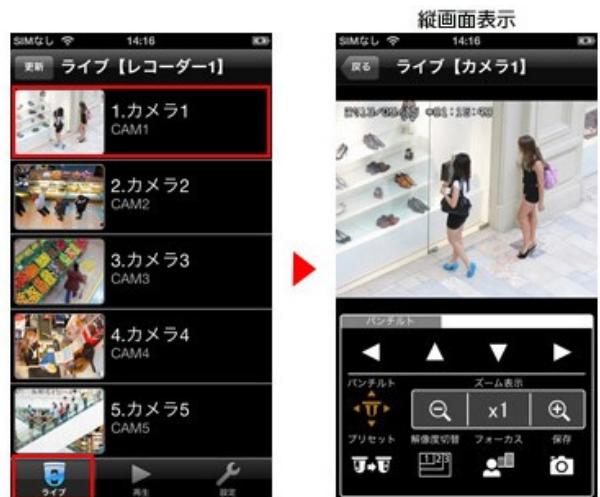 縦画面表示
SIMなし 14:16
更新 ライブ【レコーダー1】
1.カメラ1
CAM1
2.カメラ2
CAM2
3.カメラ3
CAM3
4.カメラ4
CAM4
5.カメラ5
CAM5
ライブ 再生 設定
SIMなし 14:16
戻る ライブ【カメラ1】
パンチルト
パンチルト ズーム表示
x1
プリセット 解像度切替 フォーカス 保存
1 2 3